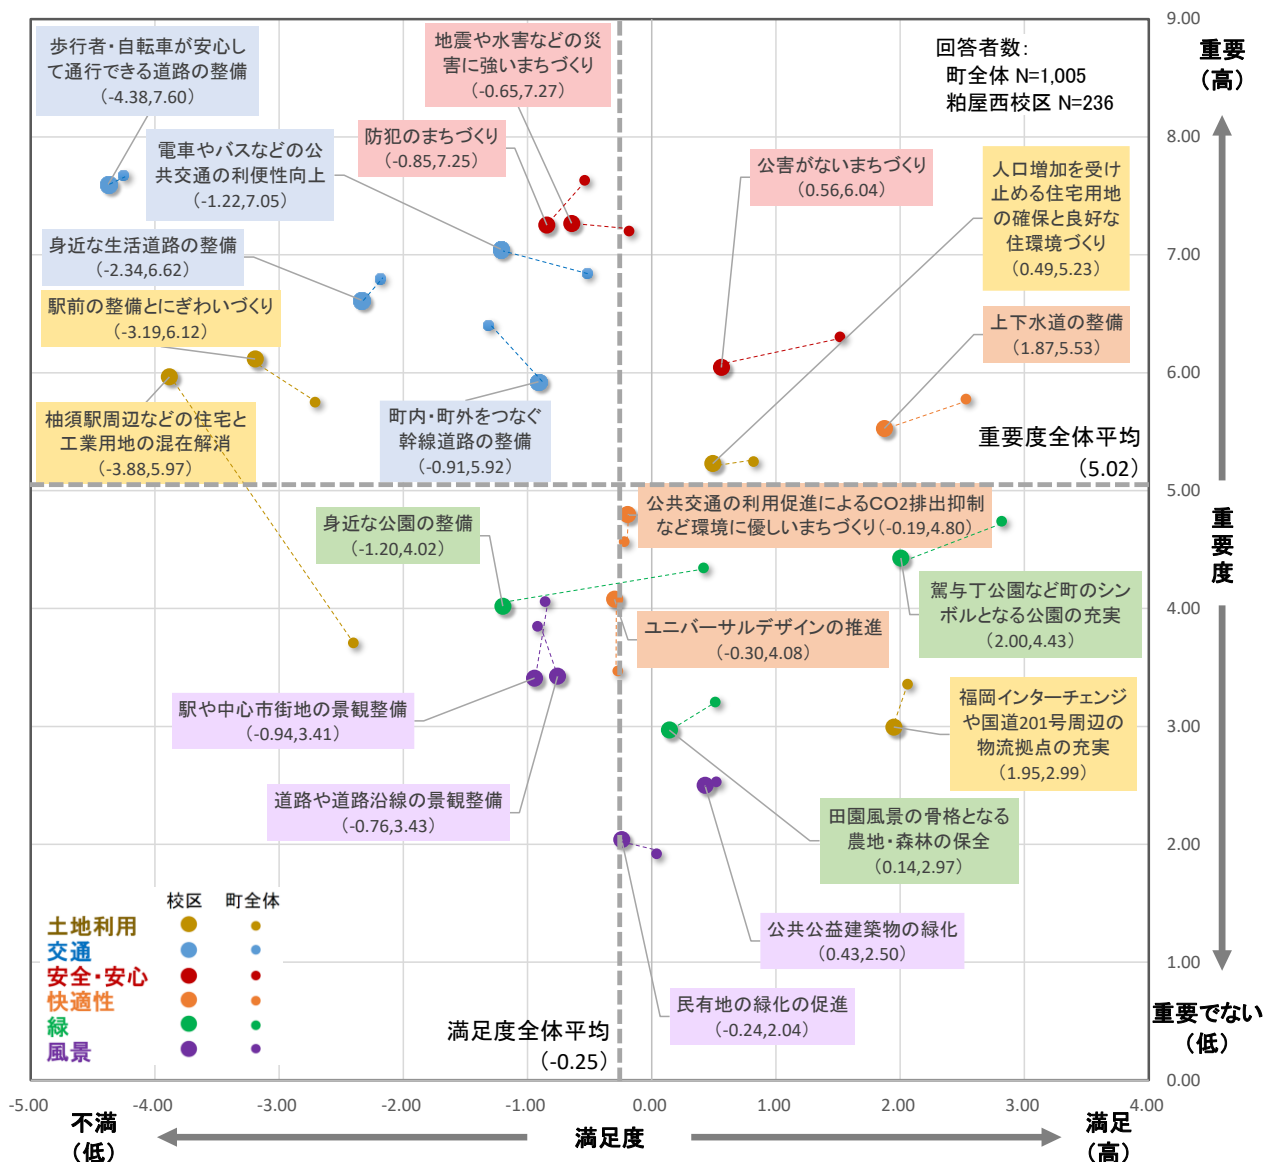 歩行者・自転車が安心し
て通行できる道路の整備
（-4.38,7.60）
地震や水害などの災
害に強いまちづくり
（-0.65,7.27）
回答者数：
町全体 N=1,005
粕屋西校区 N=236
9.00
重要
（高）
電車やバスなどの公
共交通の利便性向上
（-1.22,7.05）
防犯のまちづくり
（-0.85,7.25）
公害がないまちづくり
（0.56,6.04）
人口増加を受け
止める住宅用地
の確保と良好な
住環境づくり
（0.49,5.23）
8.00
身近な生活道路の整備
（-2.34,6.62）
7.00
駅前の整備とにぎわいづくり
（-3.19,6.12）
上下水道の整備
（1.87,5.53）
6.00
柚須駅周辺などの住宅と
工業用地の混在解消
（-3.88,5.97）
町内・町外をつなぐ
幹線道路の整備
（-0.91,5.92）
重要度全体平均
（5.02）
5.00
重要度
身近な公園の整備
（-1.20,4.02）
公共交通の利用促進によるCO2排出抑制
など環境に優しいまちづくり（-0.19,4.80）
駕与丁公園など町のシン
ボルとなる公園の充実
（2.00,4.43）
4.00
ユニバーサルデザインの推進
（-0.30,4.08）
駅や中心市街地の景観整備
（-0.94,3.41）
福岡インターチェンジ
や国道201号周辺の
物流拠点の充実
（1.95,2.99）
3.00
道路や道路沿線の景観整備
（-0.76,3.43）
田園風景の骨格となる
農地・森林の保全
（0.14,2.97）
2.00
公共公益建築物の緑化
（0.43,2.50）
1.00
民有地の緑化の促進
（-0.24,2.04）
重要でない
（低）
0.00
校区 町全体
土地利用
交通
安全・安心
快適性
緑
風景
満足度全体平均
（-0.25）
-5.00 -4.00 -3.00 -2.00 -1.00 0.00 1.00 2.00 3.00 4.00
不満
（低）
満足度
満足
（高）